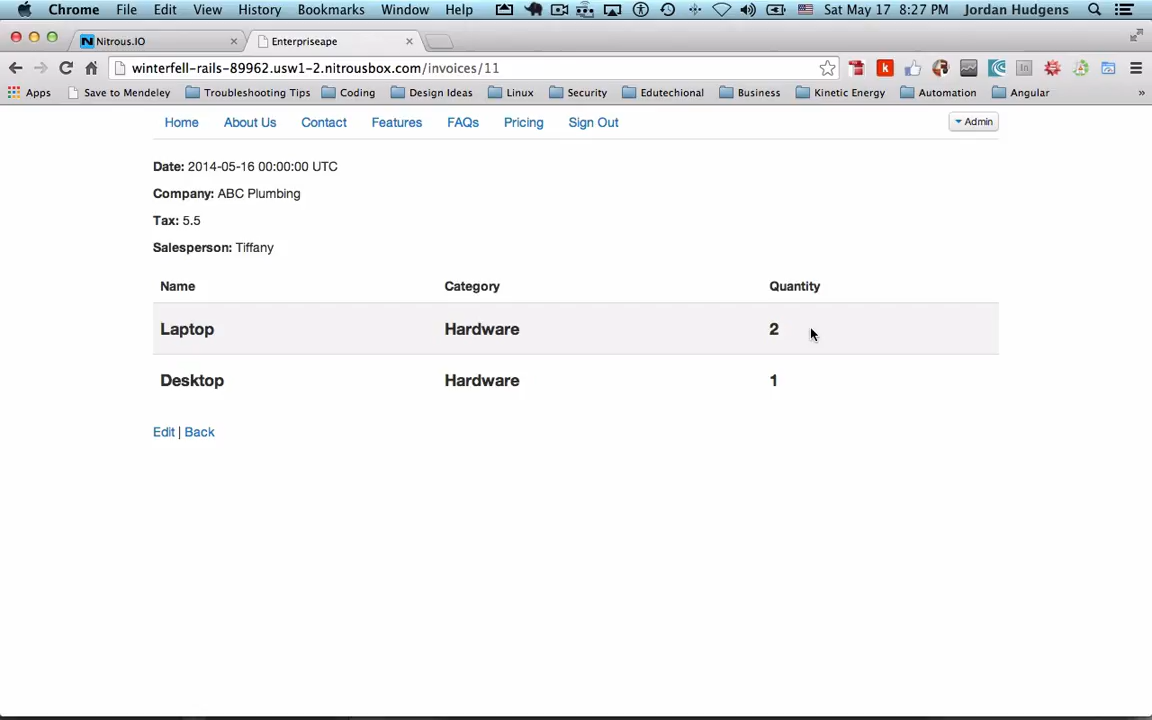 Chrome File Edit View History Bookmarks Window Help Sat May 17 8:27 PM Jordan Hudgens
Nitrous.IO Enterpriseape
winterfell-rails-89962.usw1-2.nitrousbox.com/invoices/11
Apps Save to Mendeley Troubleshooting Tips Coding Design Ideas Linux Security Edutechional Business Kinetic Energy Automation Angular »
Home About Us Contact Features FAQs Pricing Sign Out Admin
Date: 2014-05-16 00:00:00 UTC
Company: ABC Plumbing
Tax: 5.5
Salesperson: Tiffany
Name Category Quantity
Laptop Hardware 2
Desktop Hardware 1
Edit | Back